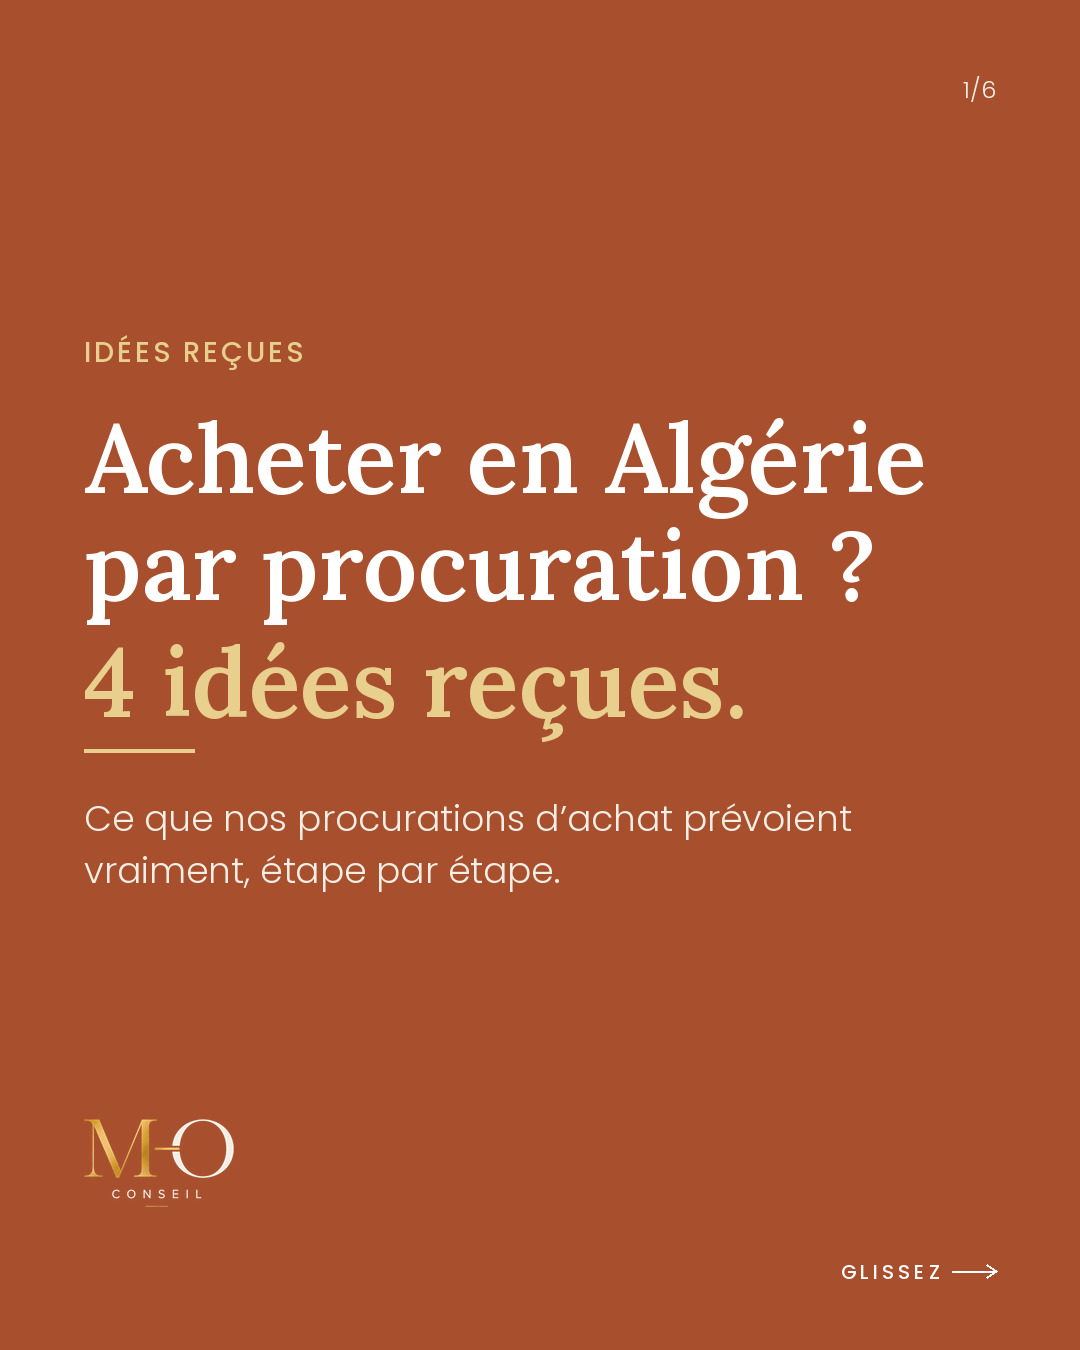 1/6
IDÉES REÇUES
Acheter en Algérie
par procuration ?
4 idées reçues.
Ce que nos procurations d’achat prévoient
vraiment, étape par étape.
M-O
CONSEIL
GLISSEZ